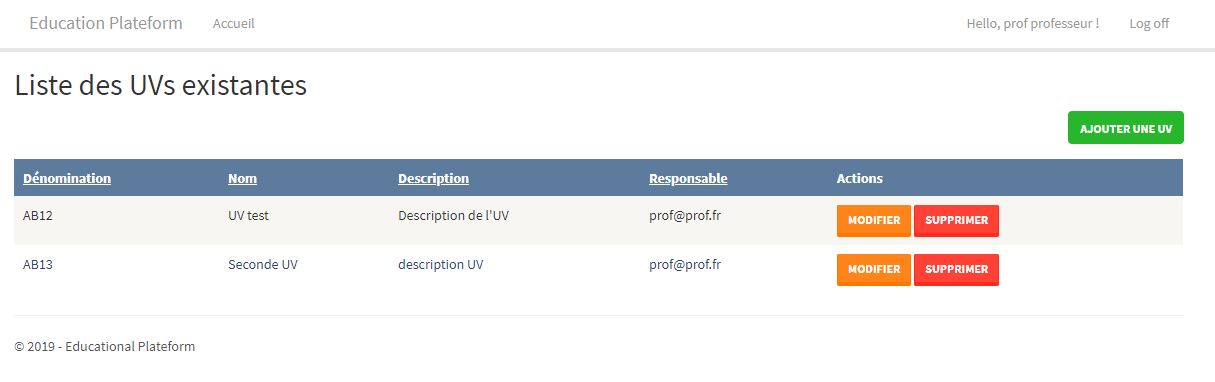 Education Plateform Accueil Hello, prof professeur ! Log off
Liste des UVs existantes
AJOUTER UNE UV
Dénomination Nom Description Responsable Actions
AB12 UV test Description de l'UV prof@prof.fr MODIFIER SUPPRIMER
AB13 Seconde UV description UV prof@prof.fr MODIFIER SUPPRIMER
© 2019 - Educational Plateform